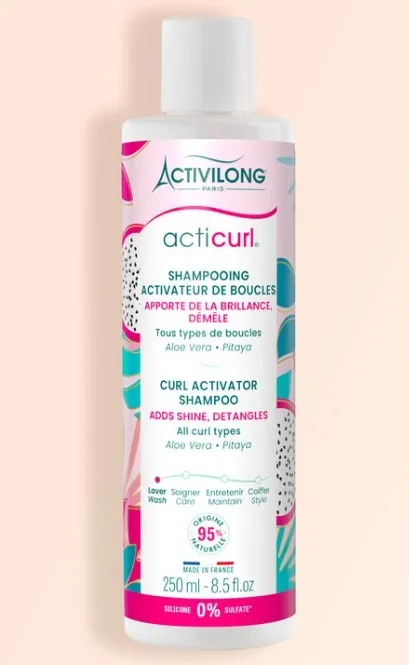 ACTIVILONG
PARIS
acticurl®
SHAMPOOING
ACTIVATEUR DE BOUCLES
APPORTE DE LA BRILLANCE,
DÉMÊLE
Tous types de boucles
Aloe Vera • Pitaya
CURL ACTIVATOR
SHAMPOO
ADDS SHINE, DETANGLES
All curl types
Aloe Vera • Pitaya
Laver Soigner Entretenir Coiffer
Wash Care Maintain Style
ORIGINE
95%
NATURELLE
MADE IN FRANCE
250 ml - 8.5 fl.oz
SILICONE 0% SULFATE*